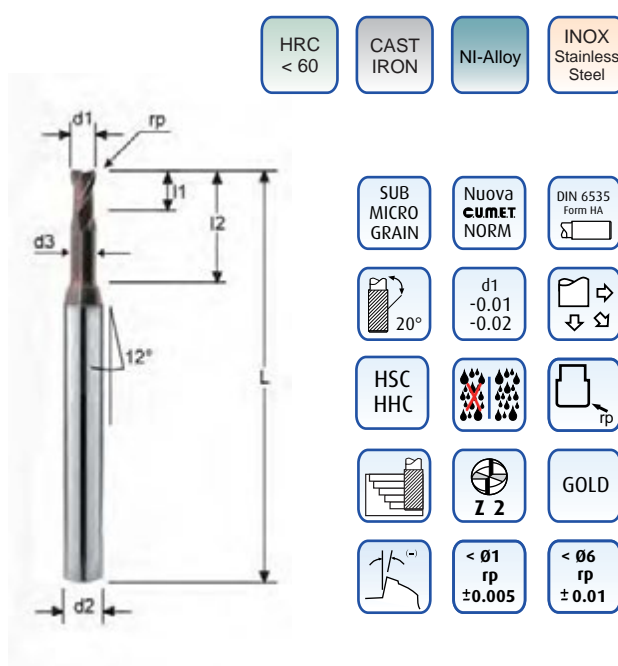 HRC
< 60
CAST
IRON
NI-Alloy
INOX
Stainless
Steel
d1
rp
l1
l2
d3
12°
L
d2
SUB
MICRO
GRAIN
Nuova
C.U.M.E.T.
NORM
DIN 6535
Form HA
20°
d1
-0.01
-0.02
HSC
HHC
rp
Z 2
GOLD
(-)
< Ø1
rp
±0.005
< Ø6
rp
± 0.01